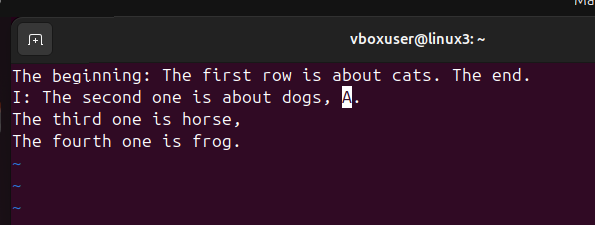 vboxuser@linux3: ~
The beginning: The first row is about cats. The end.
I: The second one is about dogs, A.
The third one is horse,
The fourth one is frog.
~
~
~